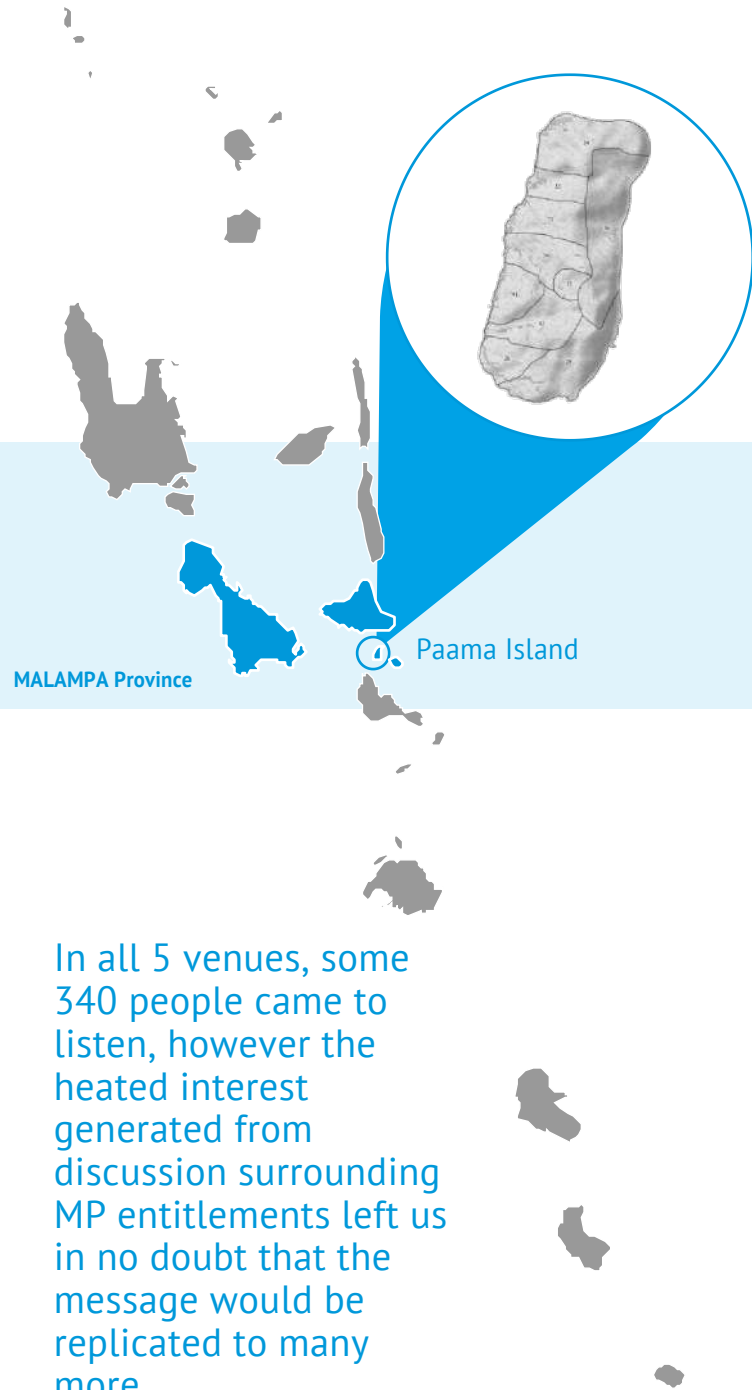 Paama Island
MALAMPA Province
In all 5 venues, some
340 people came to
listen, however the
heated interest
generated from
discussion surrounding
MP entitlements left us
in no doubt that the
message would be
replicated to many
more